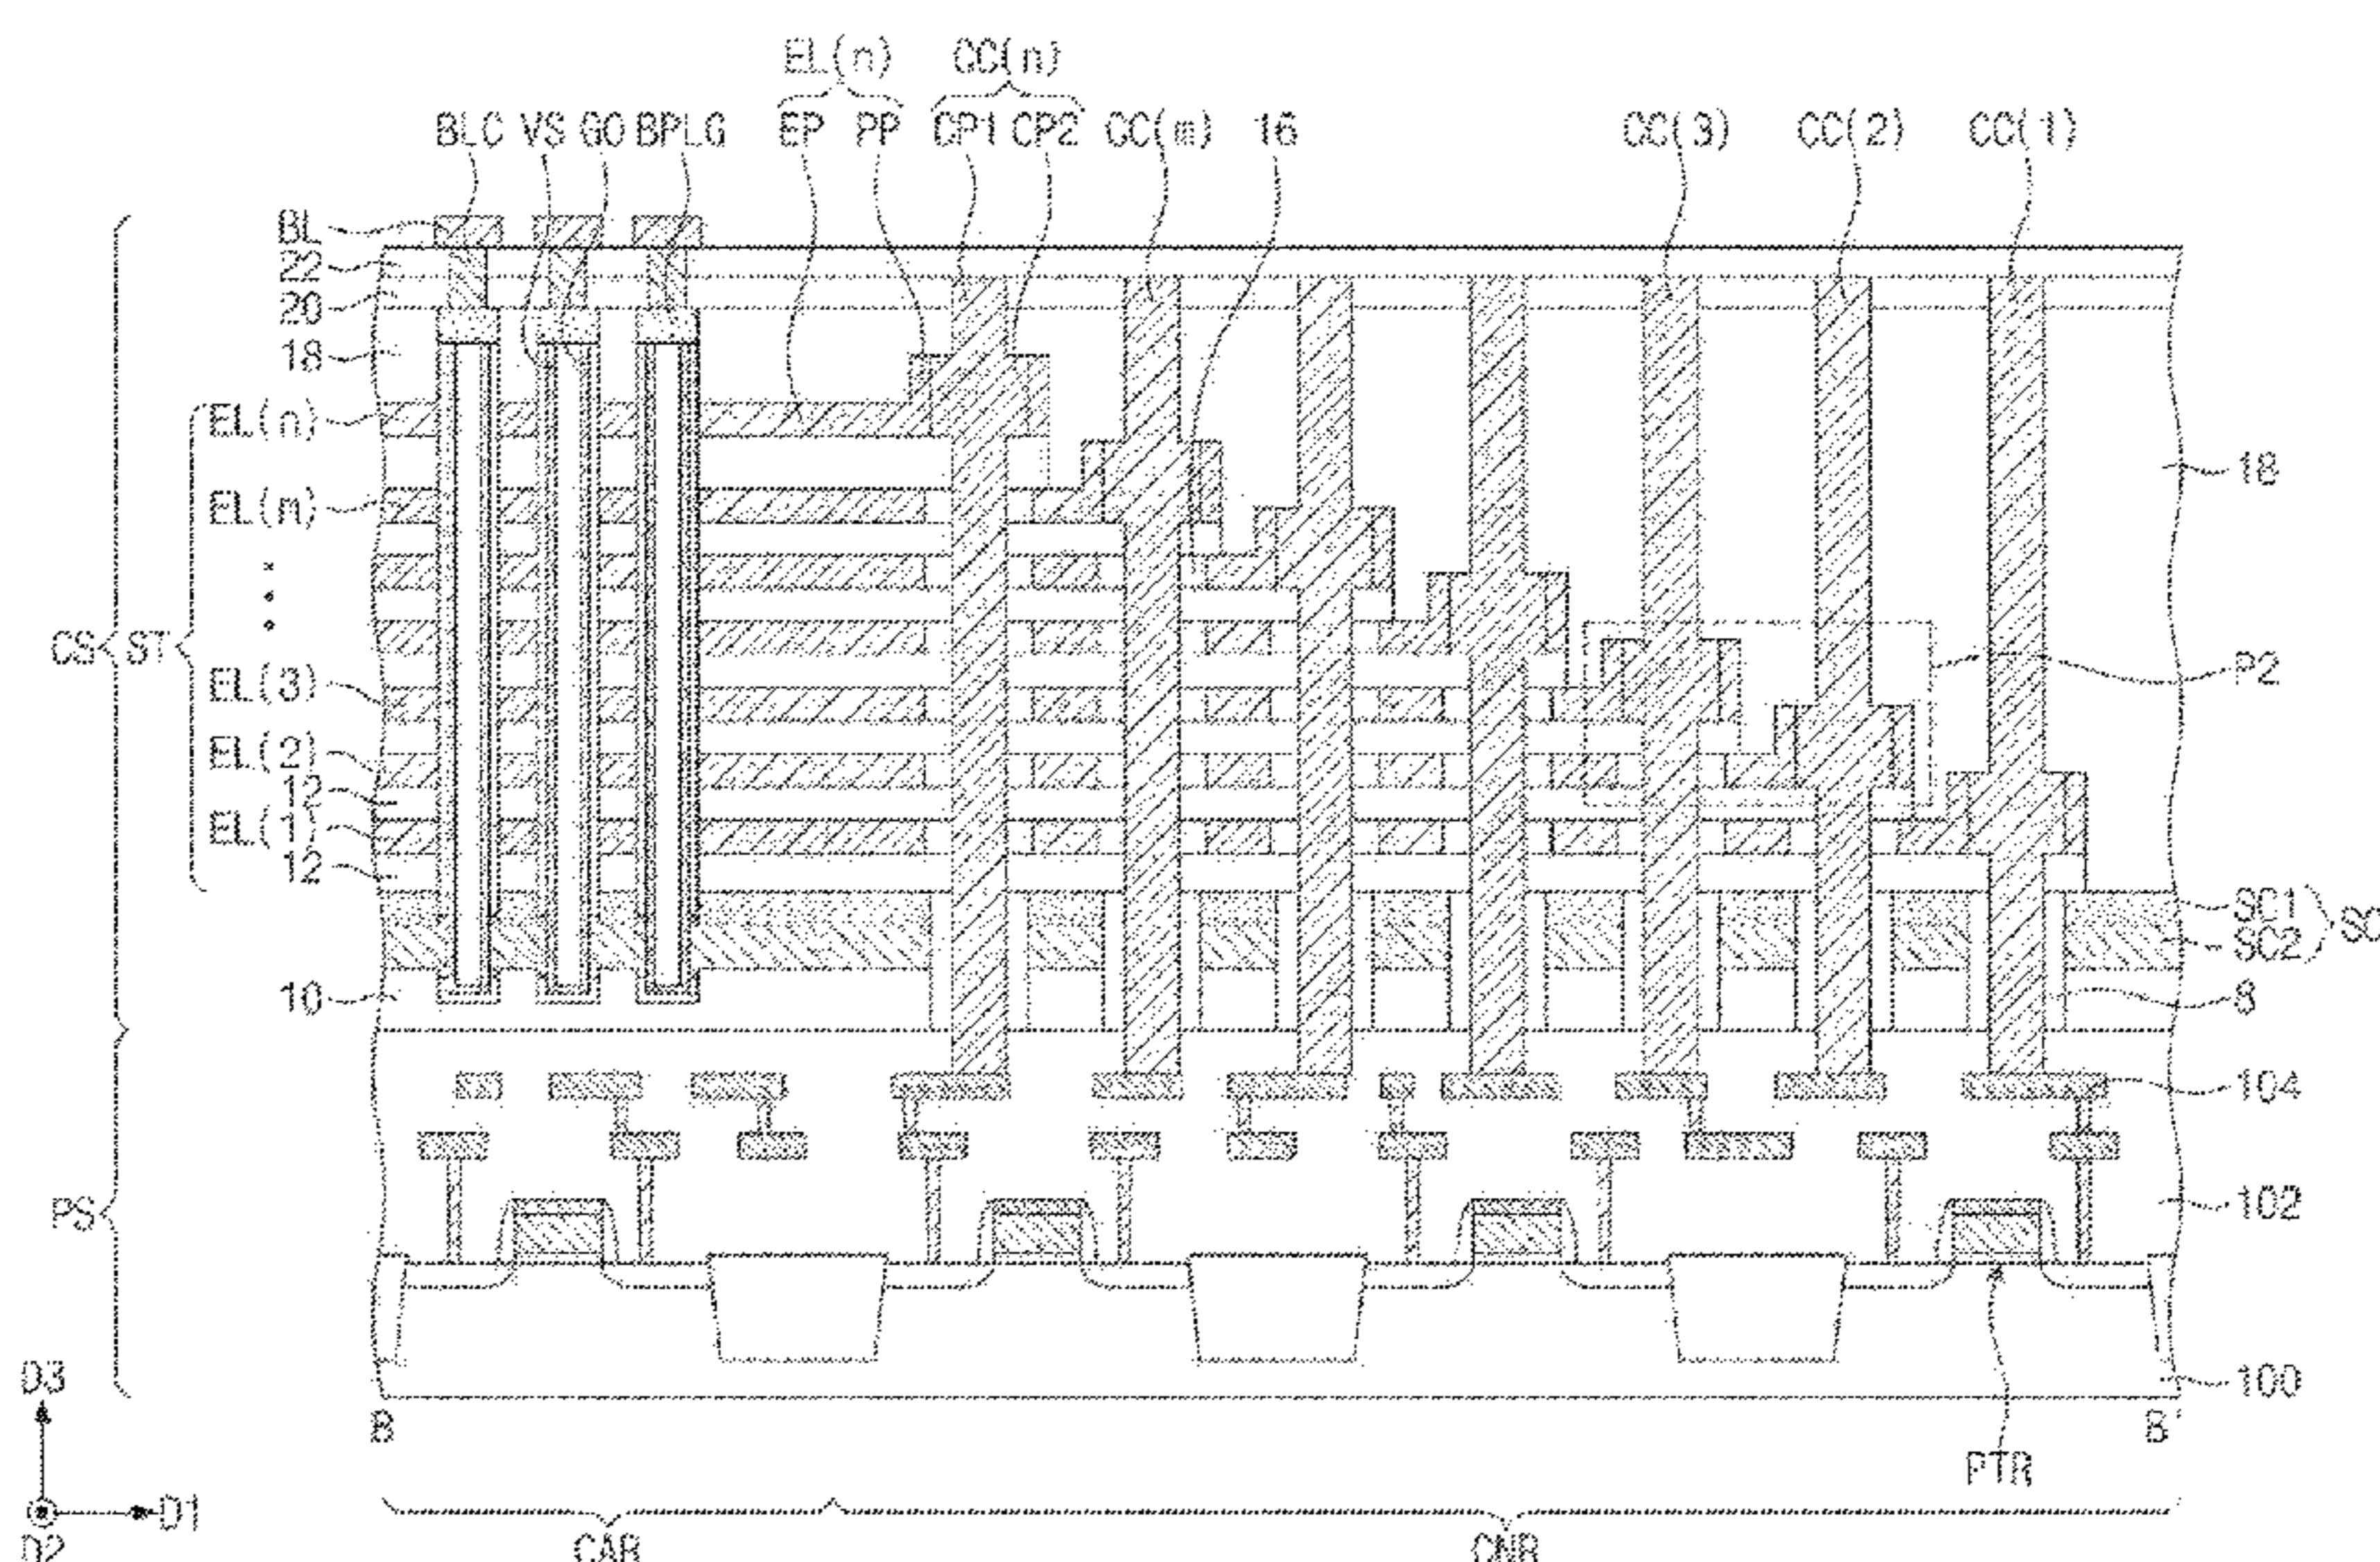 EL(n) CC(n)
BLC VS GO BPLG EP PP CP1 CP2 CC(m) 16 CC(3) CC(2) CC(1)
BL
22
20
18
EL(n)
18
EL(m)
CS ST
EL(3)
P2
EL(2)
12
EL(1)
12
SC1
SC2
SC
10
8
104
PS
102
D3
100
B B'
PTR
D1
D2
CAR CNR